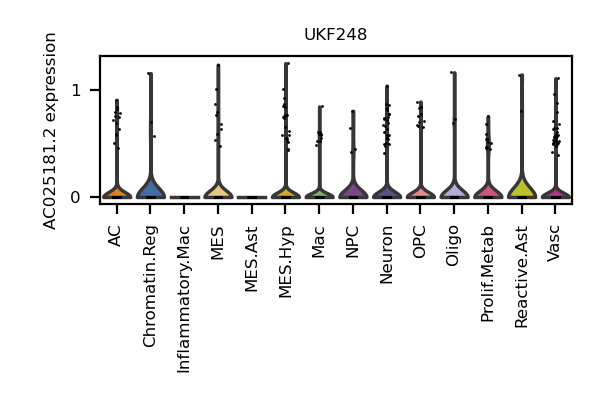 UKF248
AC025181.2 expression
1
0
AC
Chromatin.Reg
Inflammatory.Mac
MES
MES.Ast
MES.Hyp
Mac
NPC
Neuron
OPC
Oligo
Prolif.Metab
Reactive.Ast
Vasc